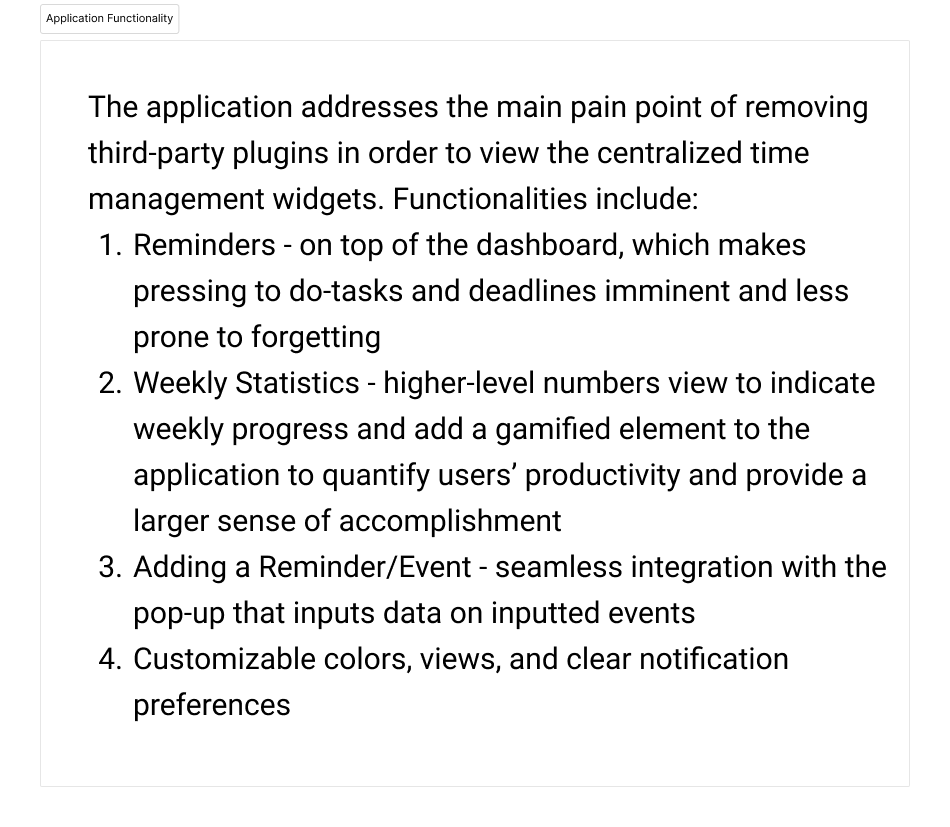 Application Functionality
The application addresses the main pain point of removing
third-party plugins in order to view the centralized time
management widgets. Functionalities include:
1. Reminders - on top of the dashboard, which makes
pressing to do-tasks and deadlines imminent and less
prone to forgetting
2. Weekly Statistics - higher-level numbers view to indicate
weekly progress and add a gamified element to the
application to quantify users’ productivity and provide a
larger sense of accomplishment
3. Adding a Reminder/Event - seamless integration with the
pop-up that inputs data on inputted events
4. Customizable colors, views, and clear notification
preferences